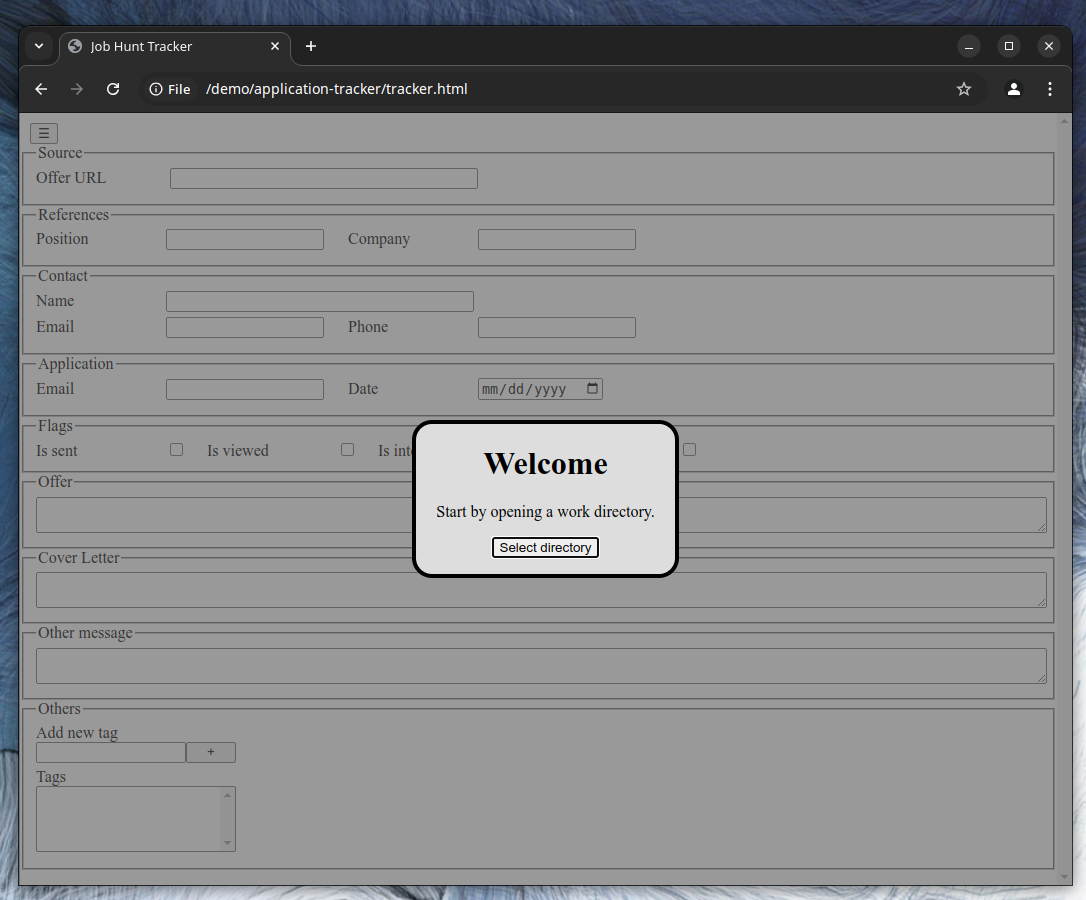 Job Hunt Tracker
File /demo/application-tracker/tracker.html
☰
Source
Offer URL
References
Position Company
Contact
Name
Email Phone
Application
Email Date mm/dd/yyyy
Flags
Is sent Is viewed Is
Welcome
Start by opening a work directory.
Select directory
Offer
Cover Letter
Other message
Others
Add new tag
+
Tags